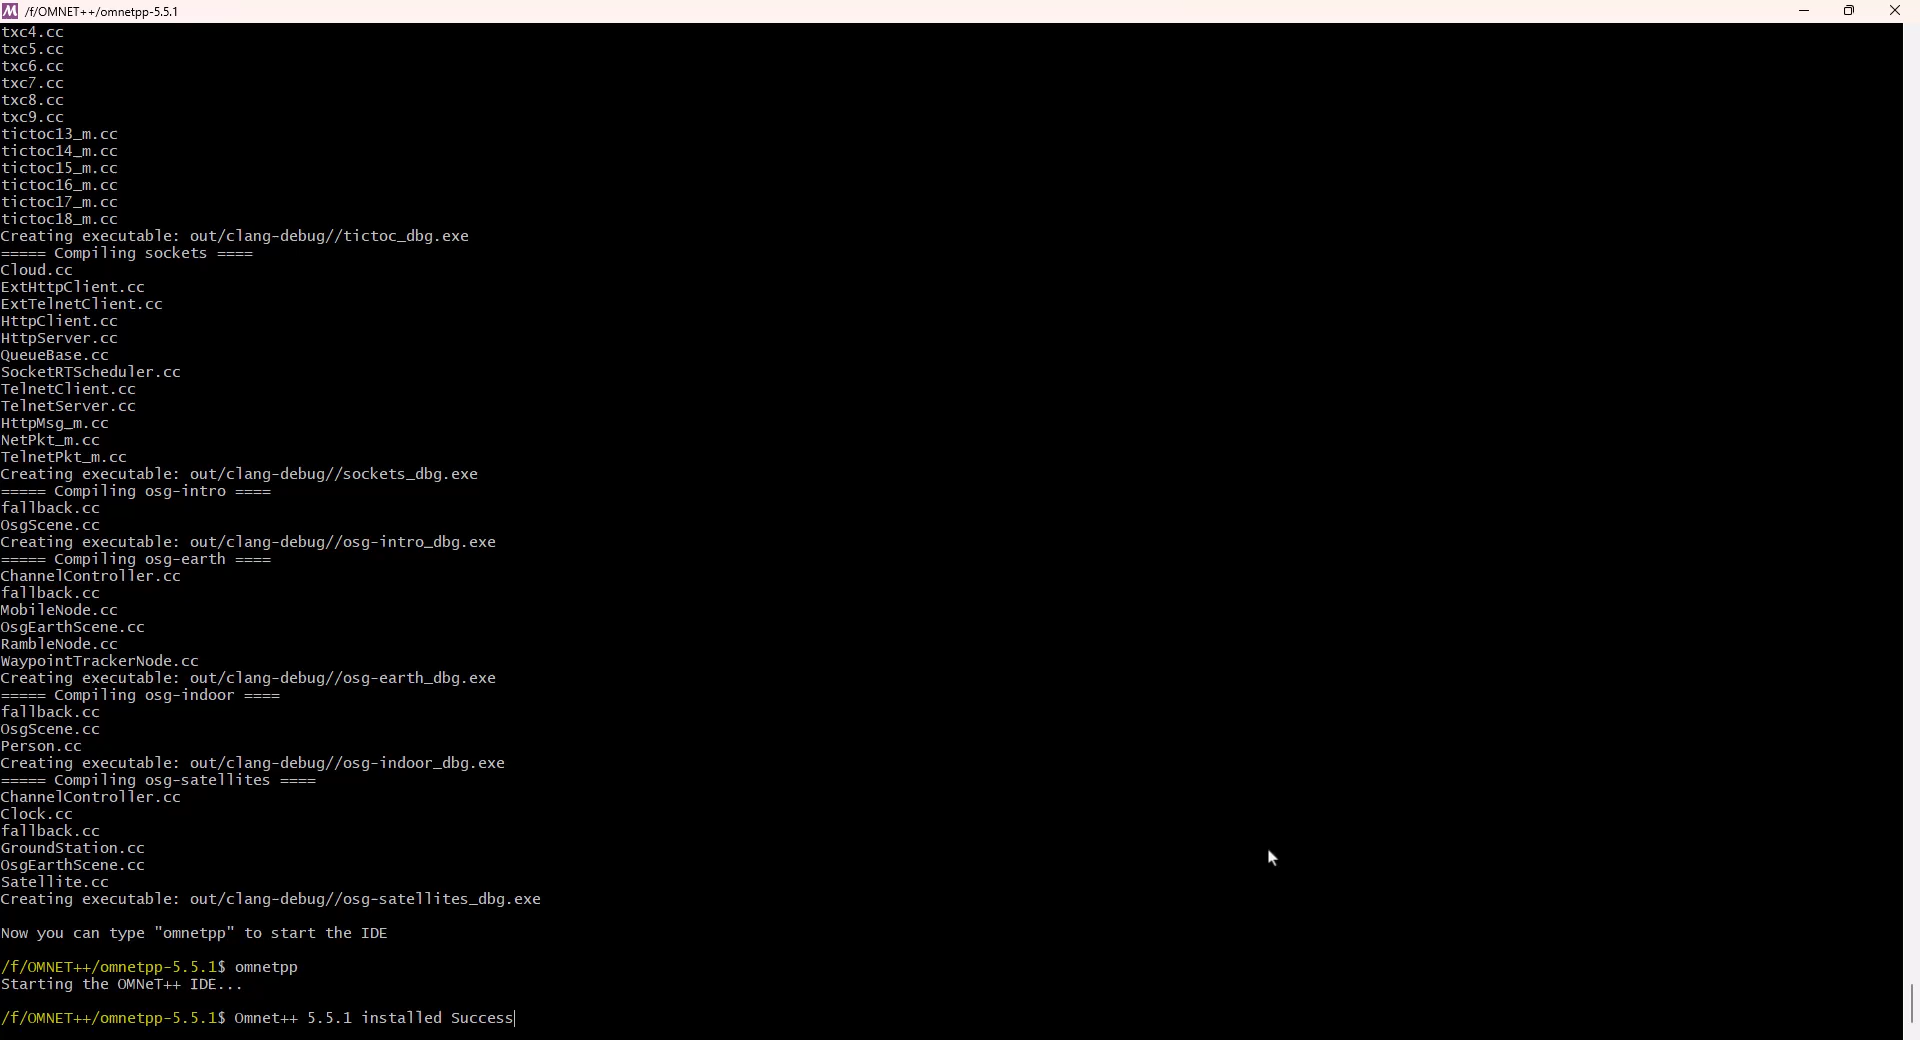 /f/OMNET++/omnetpp-5.5.1
txc4.cc
txc5.cc
txc6.cc
txc7.cc
txc8.cc
txc9.cc
tictoc13_m.cc
tictoc14_m.cc
tictoc15_m.cc
tictoc16_m.cc
tictoc17_m.cc
tictoc18_m.cc
Creating executable: out/clang-debug//tictoc_dbg.exe
===== Compiling sockets ====
Cloud.cc
ExtHttpClient.cc
ExtTelnetClient.cc
HttpClient.cc
HttpServer.cc
QueueBase.cc
SocketRTScheduler.cc
TelnetClient.cc
TelnetServer.cc
HttpMsg_m.cc
NetPkt_m.cc
TelnetPkt_m.cc
Creating executable: out/clang-debug//sockets_dbg.exe
===== Compiling osg-intro ====
fallback.cc
OsgScene.cc
Creating executable: out/clang-debug//osg-intro_dbg.exe
===== Compiling osg-earth ====
ChannelController.cc
fallback.cc
MobileNode.cc
OsgEarthScene.cc
RambleNode.cc
WaypointTrackerNode.cc
Creating executable: out/clang-debug//osg-earth_dbg.exe
===== Compiling osg-indoor ====
fallback.cc
OsgScene.cc
Person.cc
Creating executable: out/clang-debug//osg-indoor_dbg.exe
===== Compiling osg-satellites ====
ChannelController.cc
Clock.cc
fallback.cc
GroundStation.cc
OsgEarthScene.cc
Satellite.cc
Creating executable: out/clang-debug//osg-satellites_dbg.exe
Now you can type "omnetpp" to start the IDE
/f/OMNET++/omnetpp-5.5.1$ omnetpp
Starting the OMNeT++ IDE...
/f/OMNET++/omnetpp-5.5.1$ Omnet++ 5.5.1 installed Success